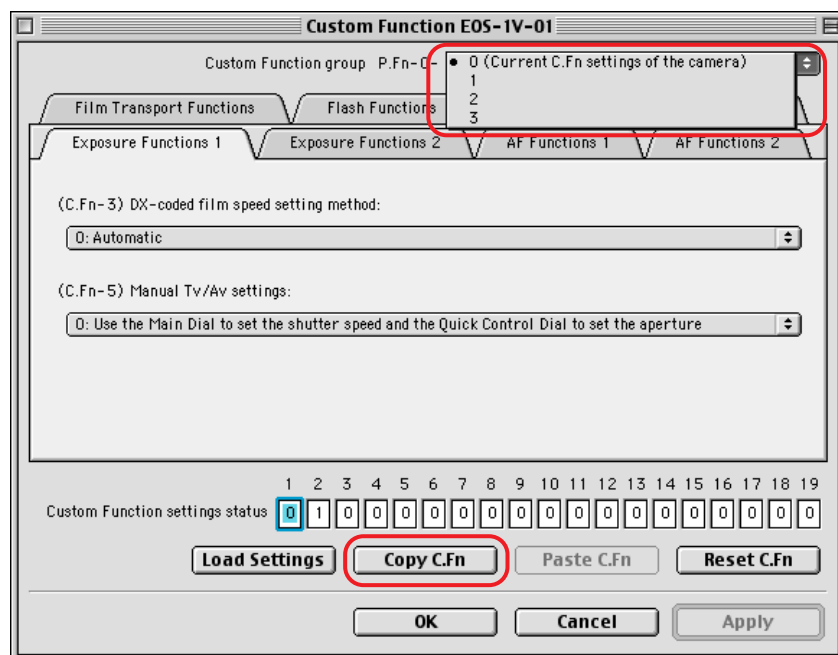 Custom Function EOS-1V-01
Custom Function group P.Fn-0-
0 (Current C.Fn settings of the camera)
1
2
3
Film Transport Functions
Flash Functions
Exposure Functions 1
Exposure Functions 2
AF Functions 1
AF Functions 2
(C.Fn-3) DX-coded film speed setting method:
0: Automatic
(C.Fn-5) Manual Tv/Av settings:
0: Use the Main Dial to set the shutter speed and the Quick Control Dial to set the aperture
1 2 3 4 5 6 7 8 9 10 11 12 13 14 15 16 17 18 19
Custom Function settings status 0 1 0 0 0 0 0 0 0 0 0 0 0 0 0 0 0 0 0
Load Settings
Copy C.Fn
Paste C.Fn
Reset C.Fn
OK
Cancel
Apply